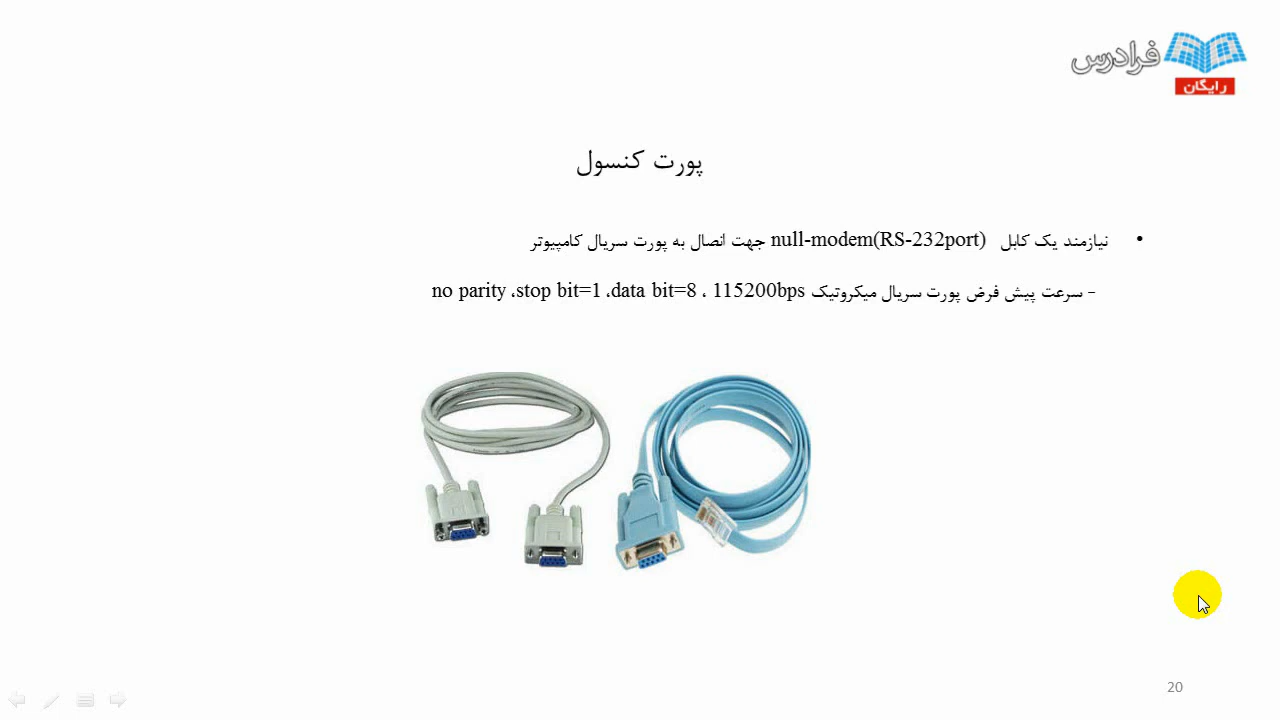 فرادرس
رایگان
پورت کنسول
• نیازمند یک کابل null-modem(RS-232port) جهت اتصال به پورت سریال کامپیوتر
- سرعت پیش فرض پورت سریال میکروتیک 115200bps ، data bit=8، stop bit=1، no parity
20